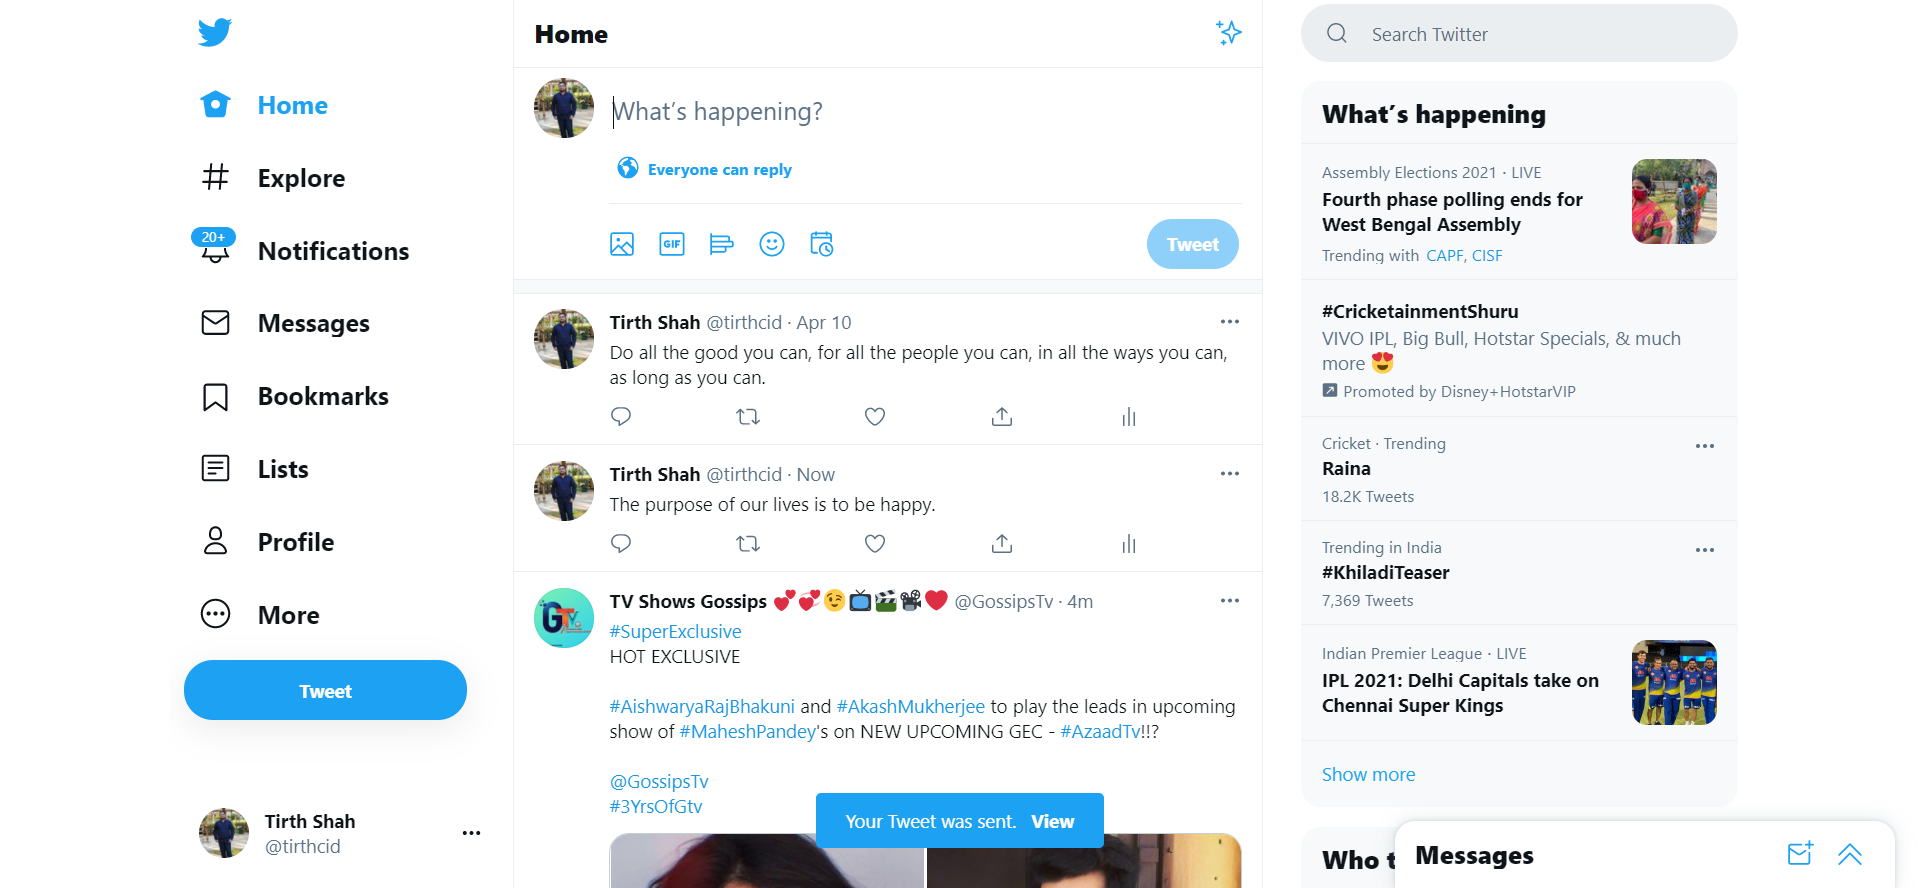 Home
Explore
20+
Notifications
Messages
Bookmarks
Lists
Profile
More
Tweet
Tirth Shah
@tirthcid
Home
What's happening?
Everyone can reply
GIF
Tweet
Tirth Shah @tirthcid · Apr 10
Do all the good you can, for all the people you can, in all the ways you can,
as long as you can.
Tirth Shah @tirthcid · Now
The purpose of our lives is to be happy.
TV Shows Gossips 💕💞😉📺🎬🎥❤️ @GossipsTv · 4m
GTv
#SuperExclusive
HOT EXCLUSIVE
#AishwaryaRajBhakuni and #AkashMukherjee to play the leads in upcoming
show of #MaheshPandey's on NEW UPCOMING GEC - #AzaadTv!!?
@GossipsTv
#3YrsOfGtv
Your Tweet was sent. View
Search Twitter
What's happening
Assembly Elections 2021 · LIVE
Fourth phase polling ends for
West Bengal Assembly
Trending with CAPF, CISF
#CricketainmentShuru
VIVO IPL, Big Bull, Hotstar Specials, & much
more 😍
Promoted by Disney+HotstarVIP
Cricket · Trending
Raina
18.2K Tweets
Trending in India
#KhiladiTeaser
7,369 Tweets
Indian Premier League · LIVE
IPL 2021: Delhi Capitals take on
Chennai Super Kings
Show more
Who t
Messages